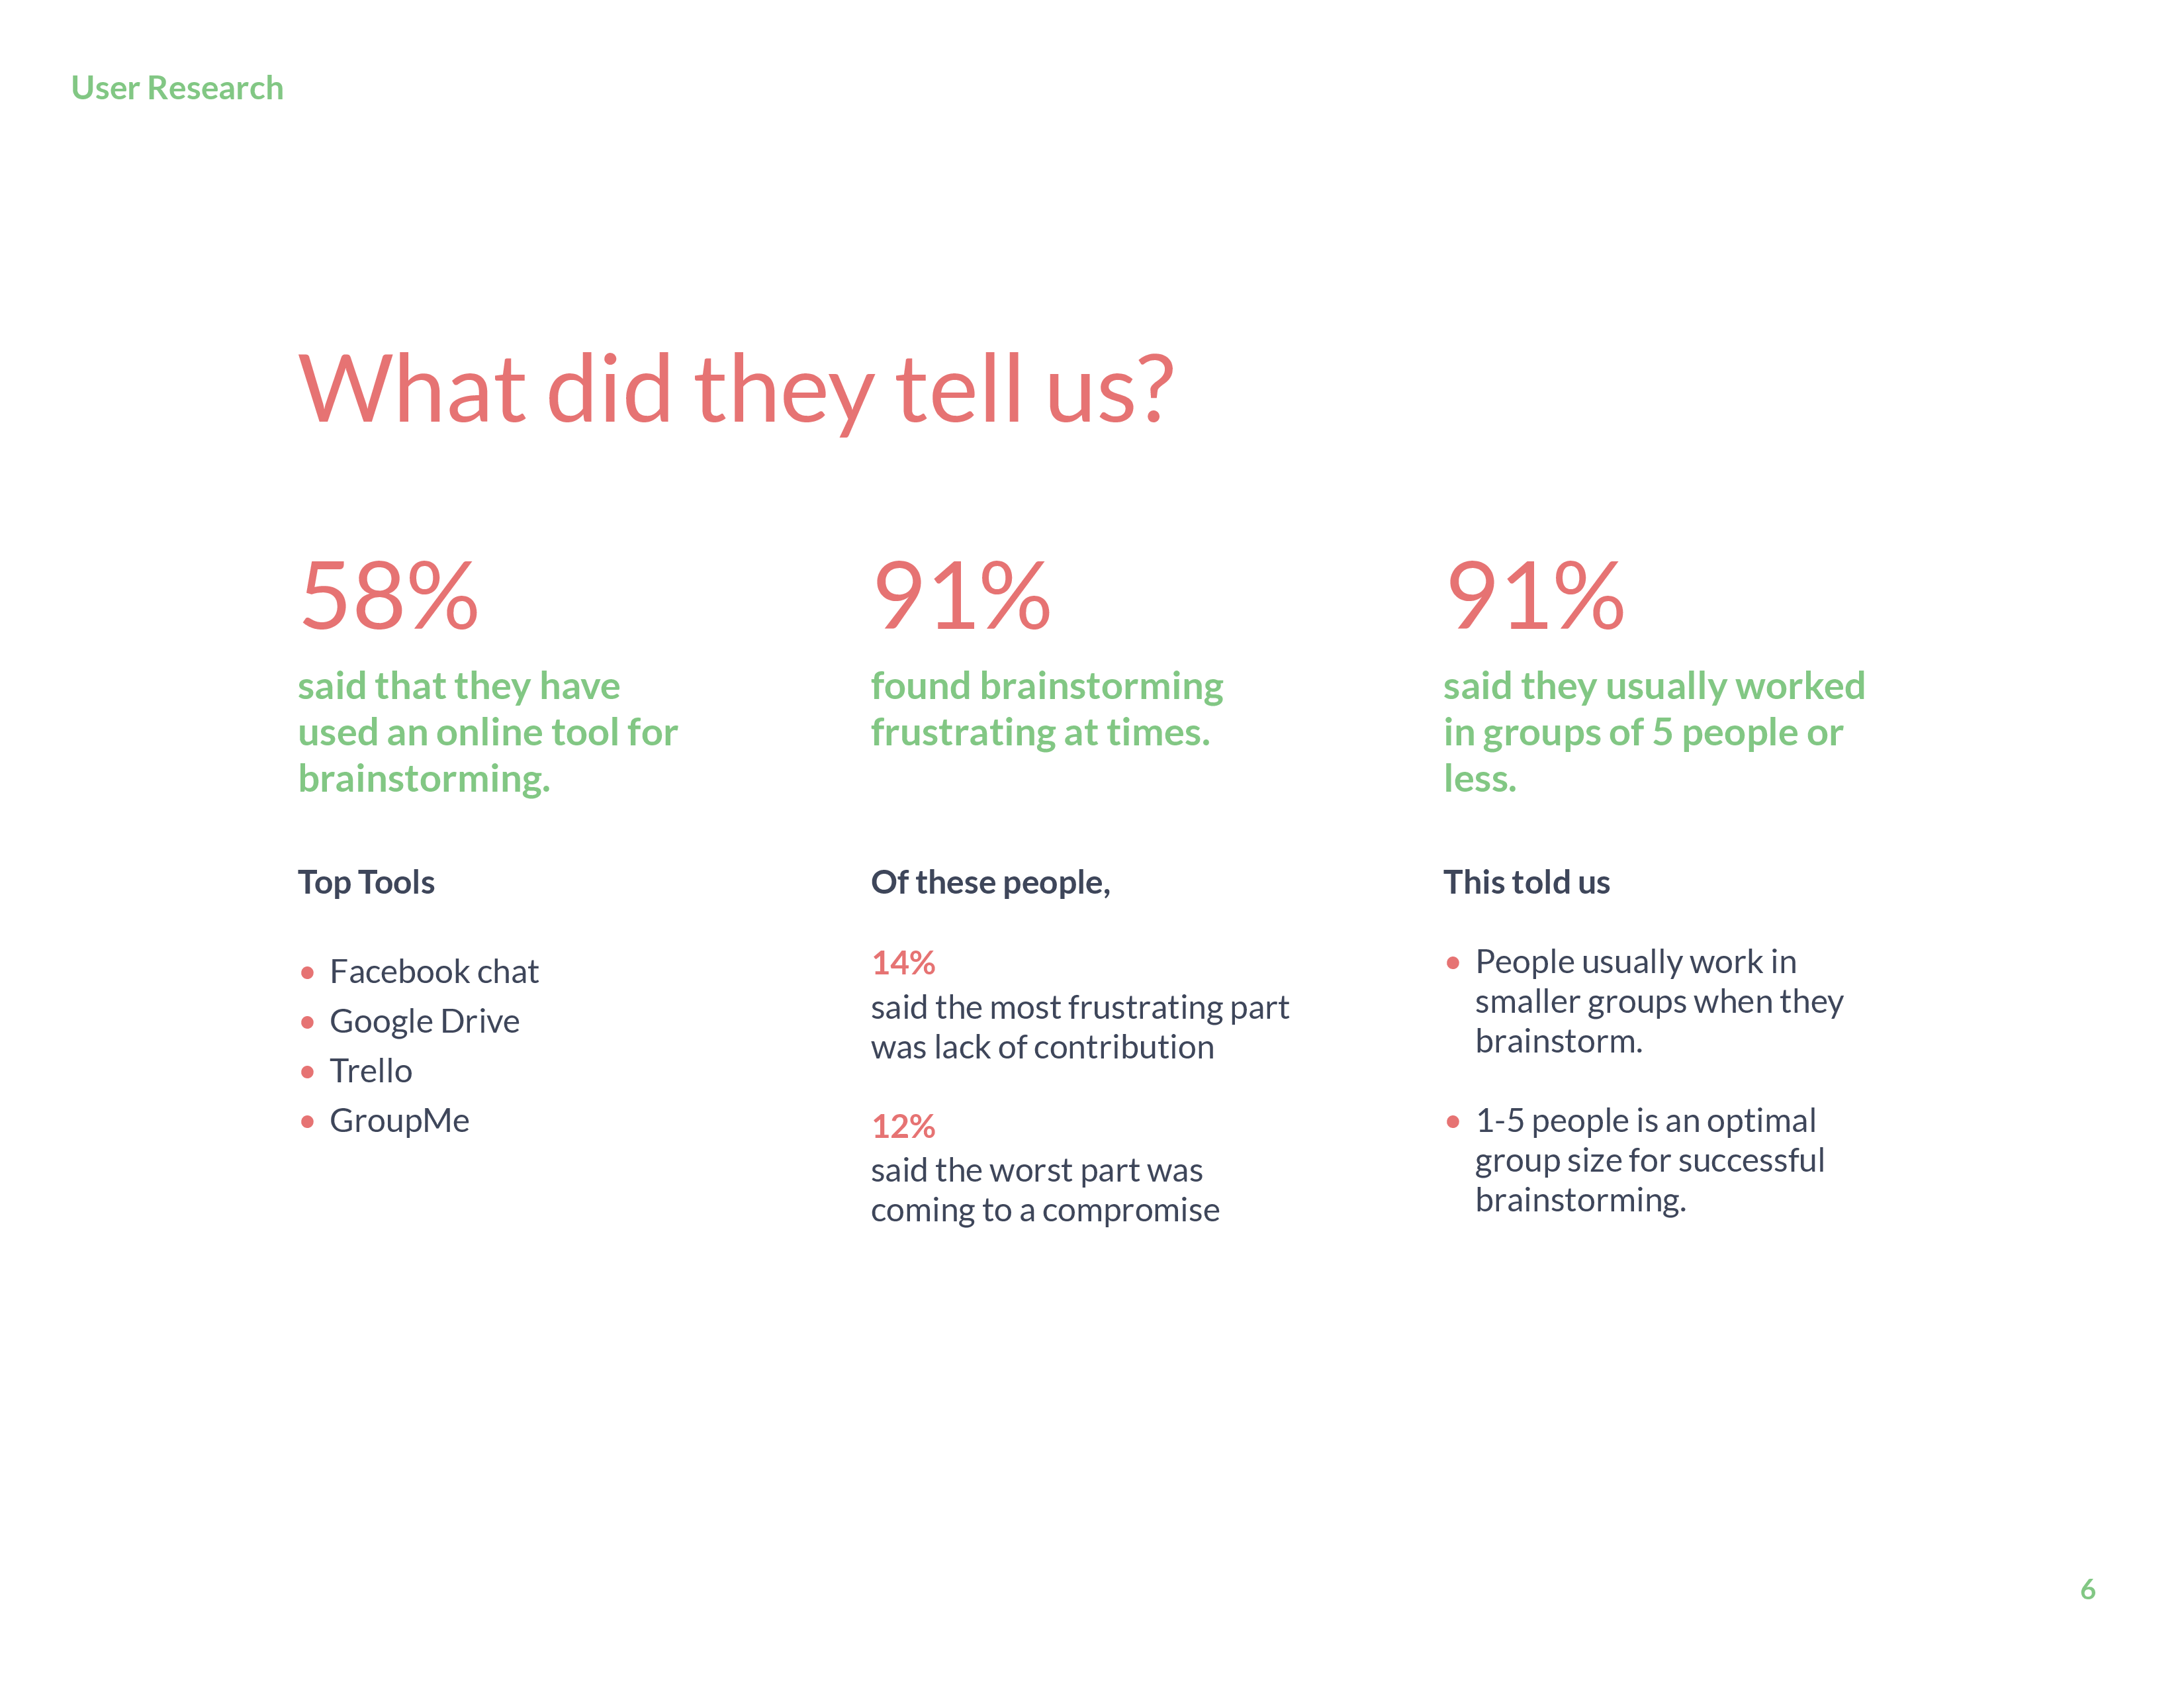 User Research
What did they tell us?
58%
said that they have
used an online tool for
brainstorming.
Top Tools
• Facebook chat
• Google Drive
• Trello
• GroupMe
91%
found brainstorming
frustrating at times.
Of these people,
14%
said the most frustrating part
was lack of contribution
12%
said the worst part was
coming to a compromise
91%
said they usually worked
in groups of 5 people or
less.
This told us
• People usually work in
smaller groups when they
brainstorm.
• 1-5 people is an optimal
group size for successful
brainstorming.
6